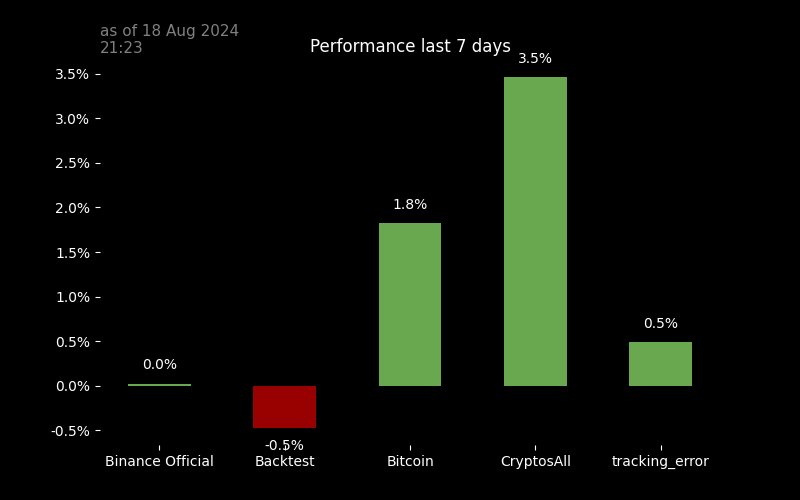 as of 18 Aug 2024
21:23
Performance last 7 days
3.5%
3.5%
3.0%
2.5%
2.0%
1.8%
1.5%
1.0%
0.5%
0.5%
0.0%
0.0%
-0.5%
-0.5%
Binance Official
Backtest
Bitcoin
CryptosAll
tracking_error